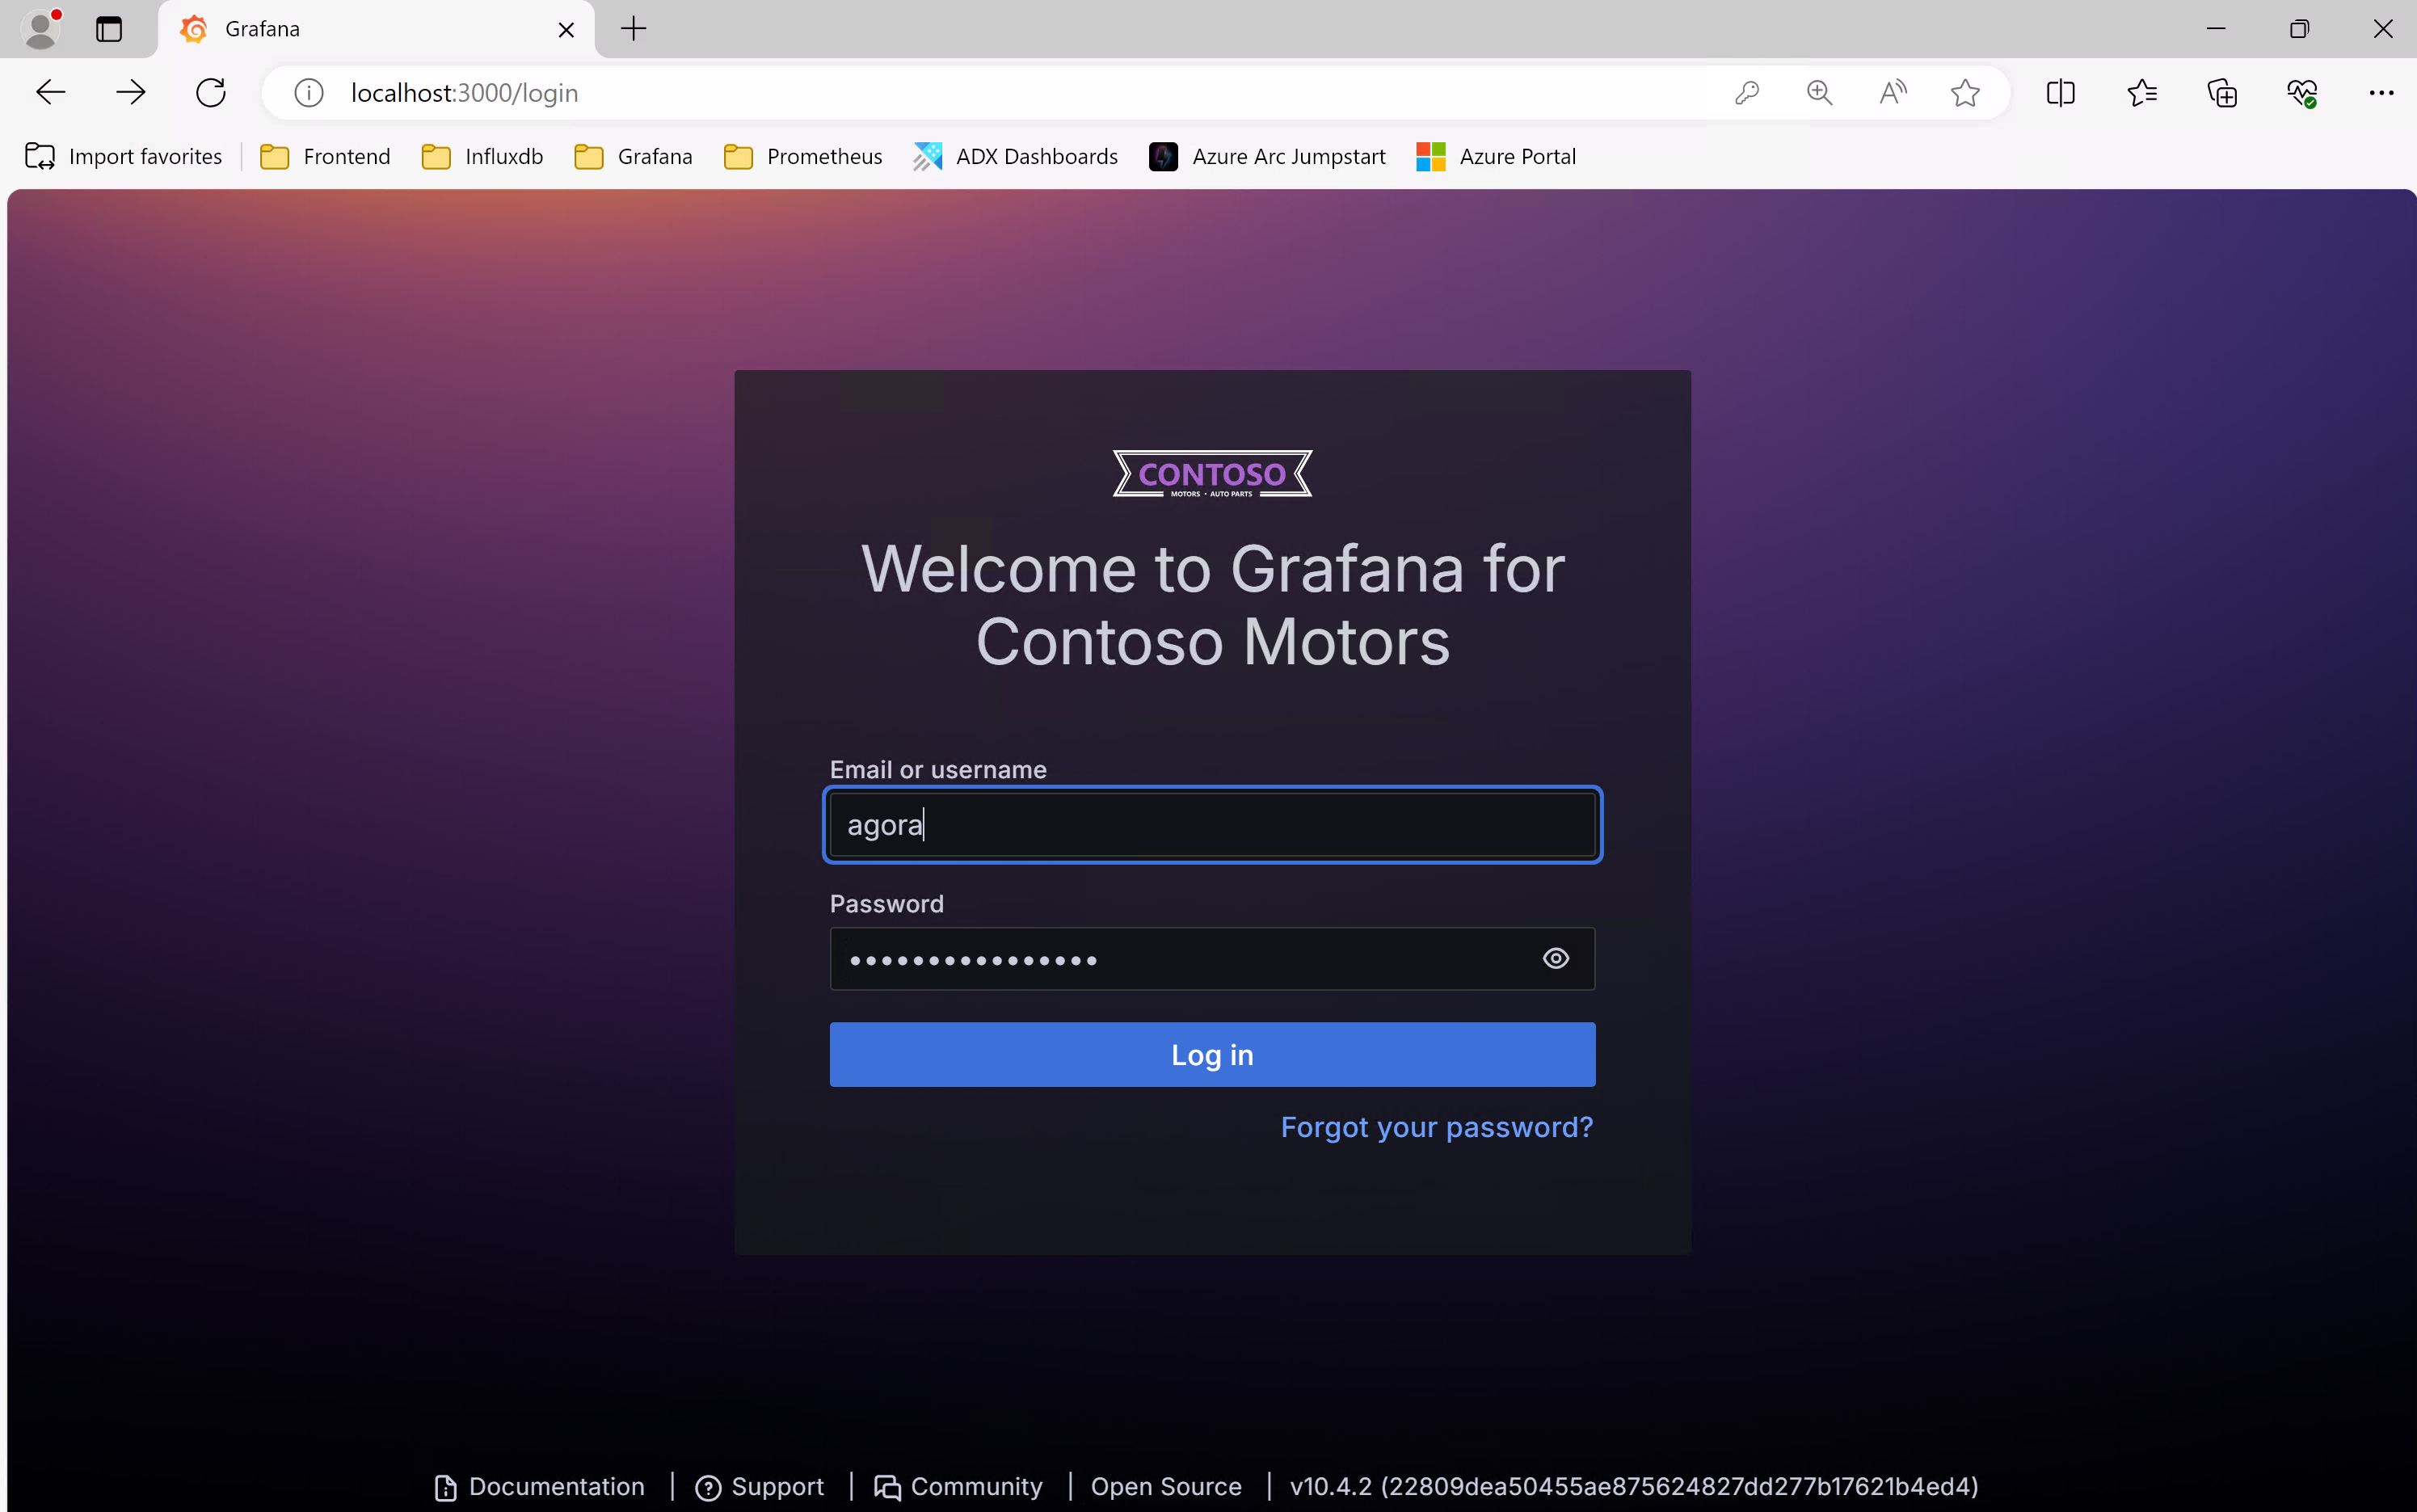 Grafana
localhost:3000/login
Import favorites
Frontend
Influxdb
Grafana
Prometheus
ADX Dashboards
Azure Arc Jumpstart
Azure Portal
CONTOSO
MOTORS • AUTO PARTS
Welcome to Grafana for
Contoso Motors
Email or username
agora
Password
Log in
Forgot your password?
Documentation | Support | Community | Open Source | v10.4.2 (22809dea50455ae875624827dd277b17621b4ed4)